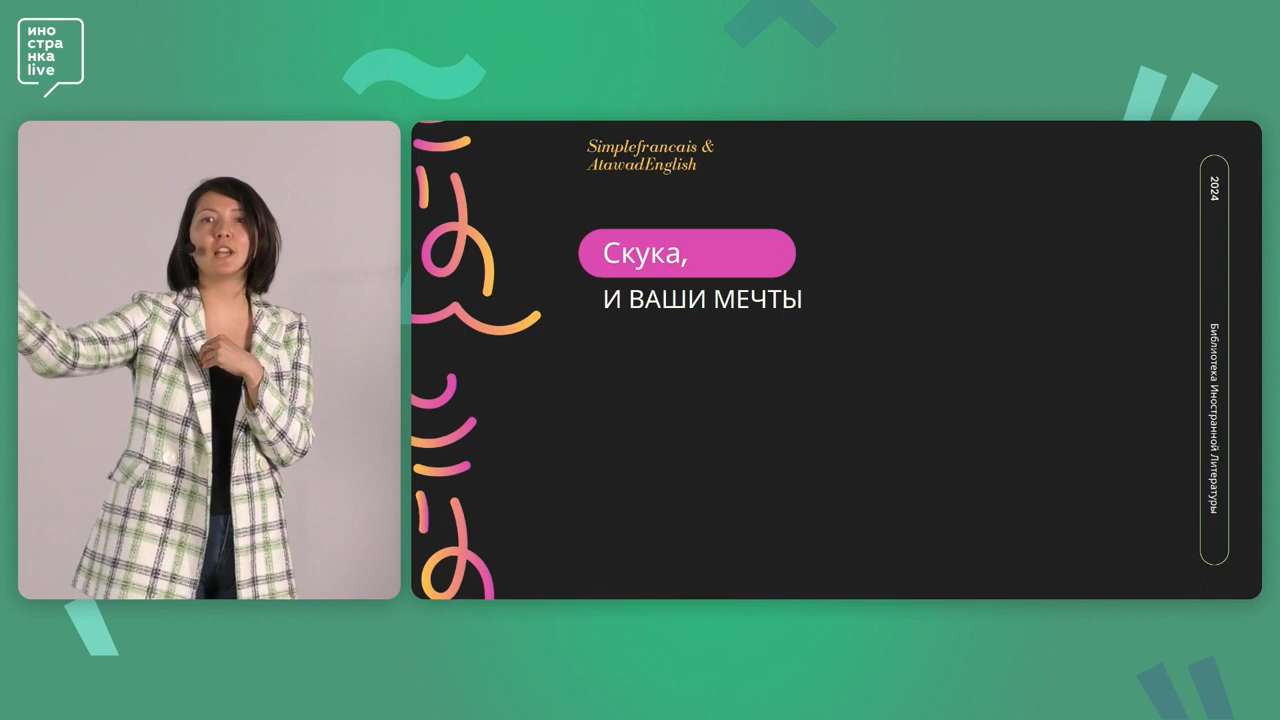 ино
стра
нка
live
Simplefrancais &
AtawadEnglish
Скука,
И ВАШИ МЕЧТЫ
2024
Библиотека Иностранной Литературы